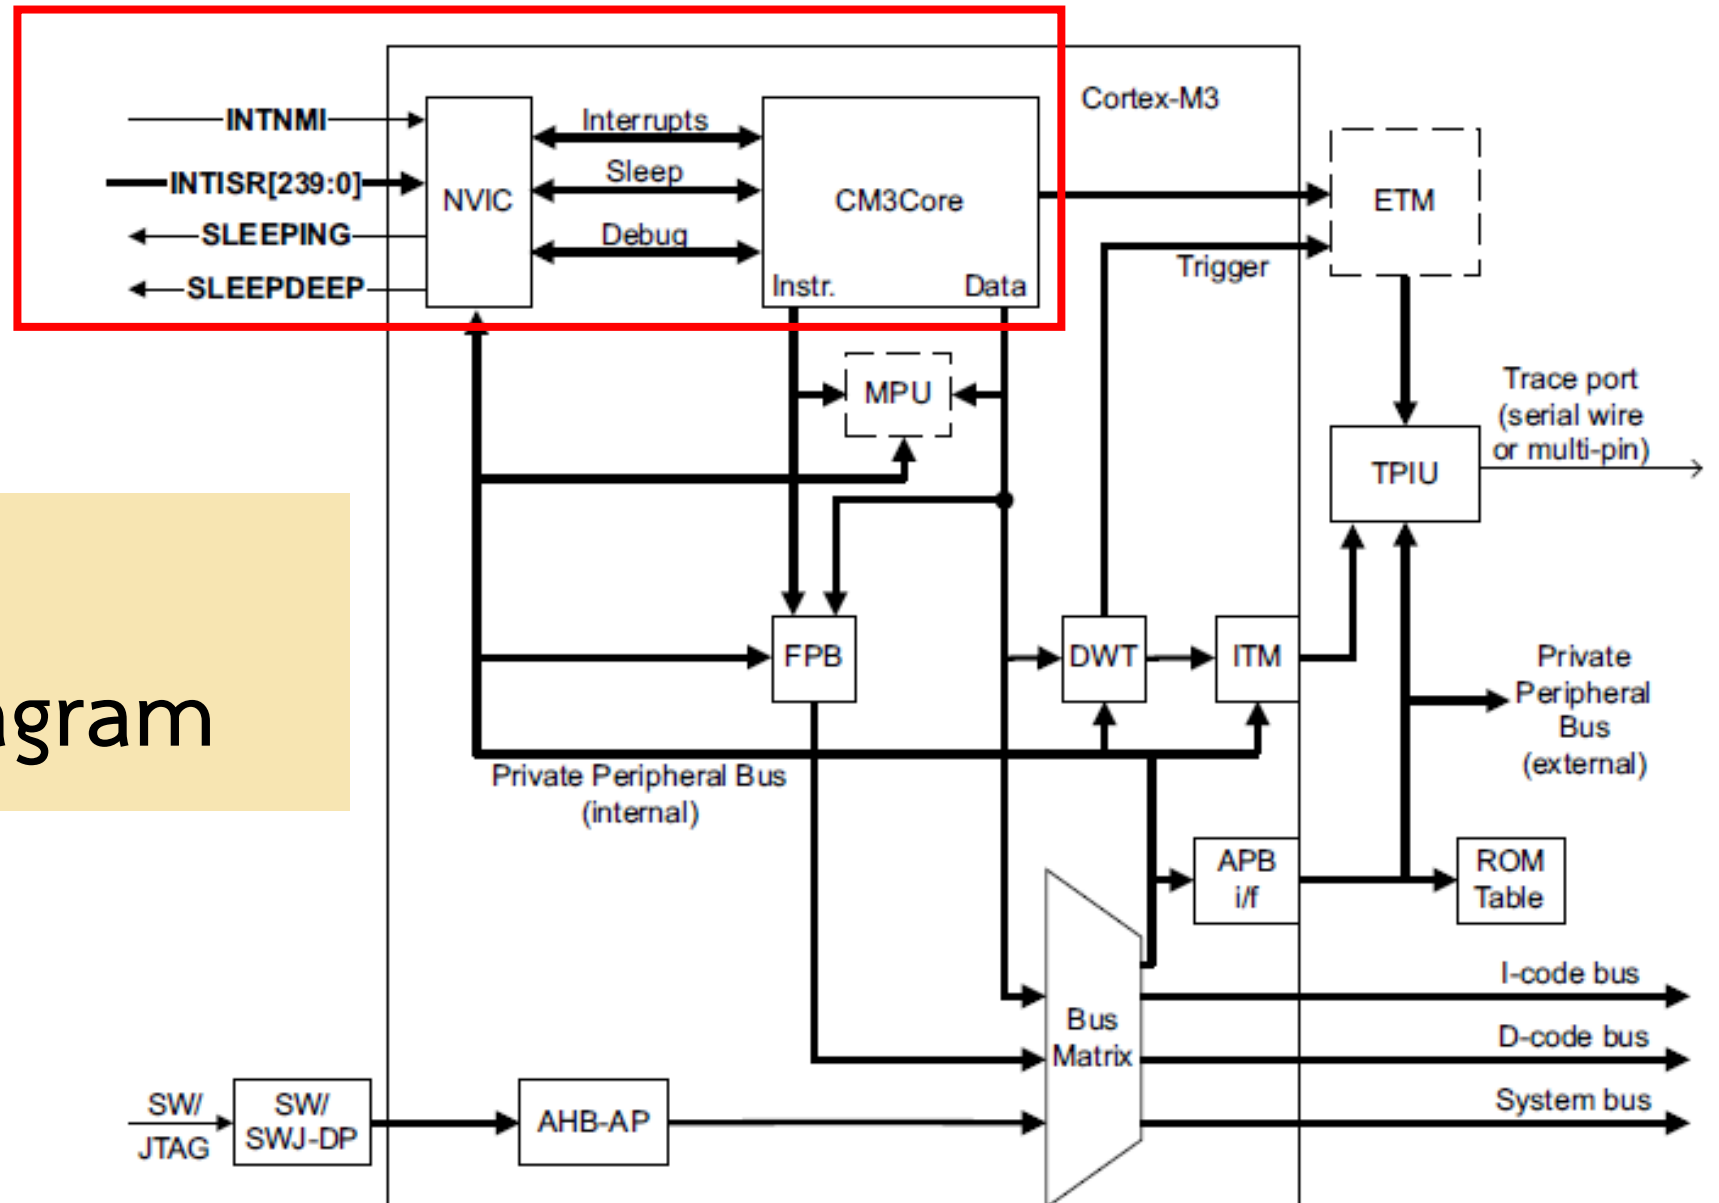 Cortex-M3
INTNMI
INTISR[239:0]
SLEEPING
SLEEPDEEP
NVIC
Interrupts
Sleep
Debug
CM3Core
Instr.
Data
ETM
Trigger
MPU
Trace port
(serial wire
or multi-pin)
TPIU
FPB
DWT
ITM
Private
Peripheral
Bus
(external)
agram
Private Peripheral Bus
(internal)
APB
i/f
ROM
Table
I-code bus
Bus
Matrix
D-code bus
System bus
SW/
JTAG
SW/
SWJ-DP
AHB-AP